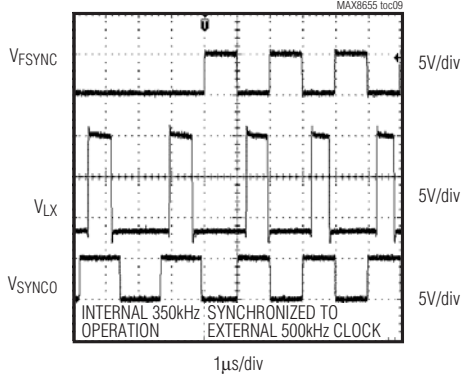 MAX8655 toc09
VFSYNC
5V/div
VLX
5V/div
VSYNCO
5V/div
INTERNAL 350kHz
OPERATION
SYNCHRONIZED TO
EXTERNAL 500kHz CLOCK
1μs/div